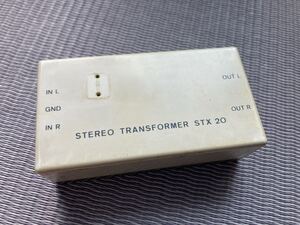 IN L
OUT L
GND
OUT R
IN R
STEREO TRANSFORMER STX 20